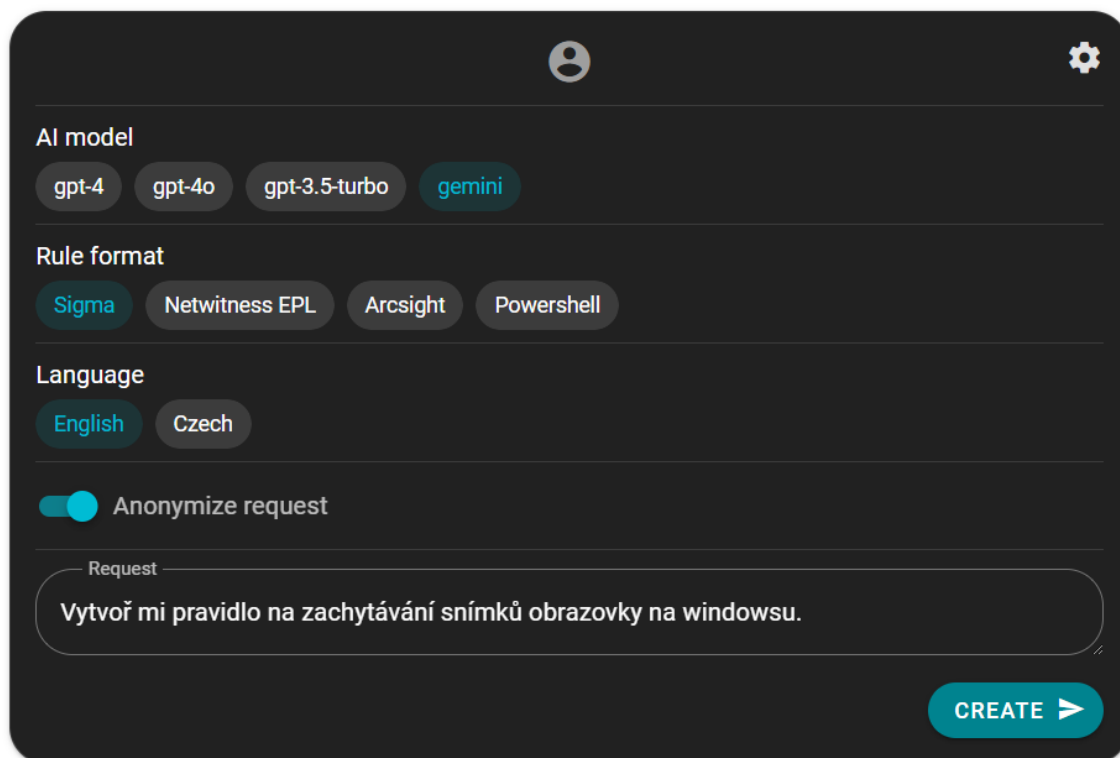 AI model
gpt-4 gpt-4o gpt-3.5-turbo gemini
Rule format
Sigma Netwitness EPL Arcsight Powershell
Language
English Czech
Anonymize request
Request
Vytvoř mi pravidlo na zachytávání snímků obrazovky na windowsu.
CREATE